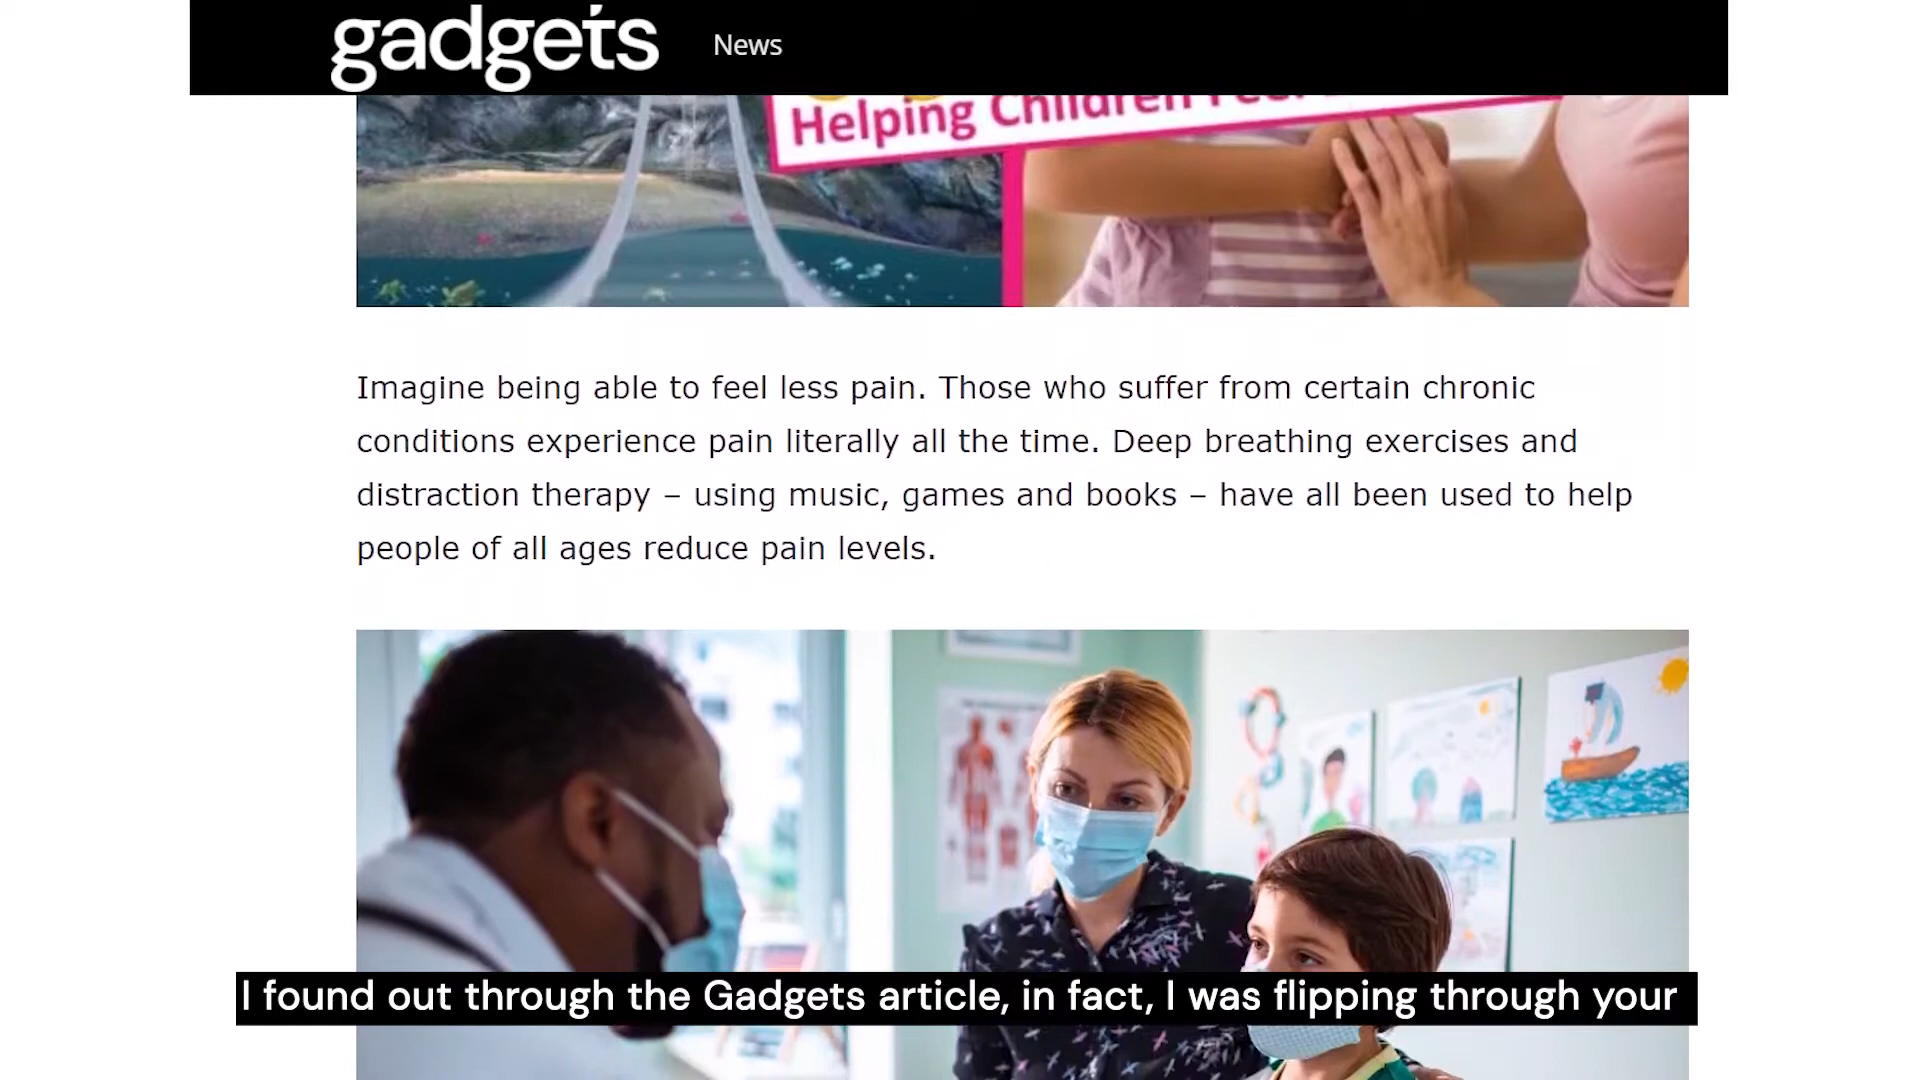 gadgets
News
Helping Children
Imagine being able to feel less pain. Those who suffer from certain chronic
conditions experience pain literally all the time. Deep breathing exercises and
distraction therapy – using music, games and books – have all been used to help
people of all ages reduce pain levels.
I found out through the Gadgets article, in fact, I was flipping through your